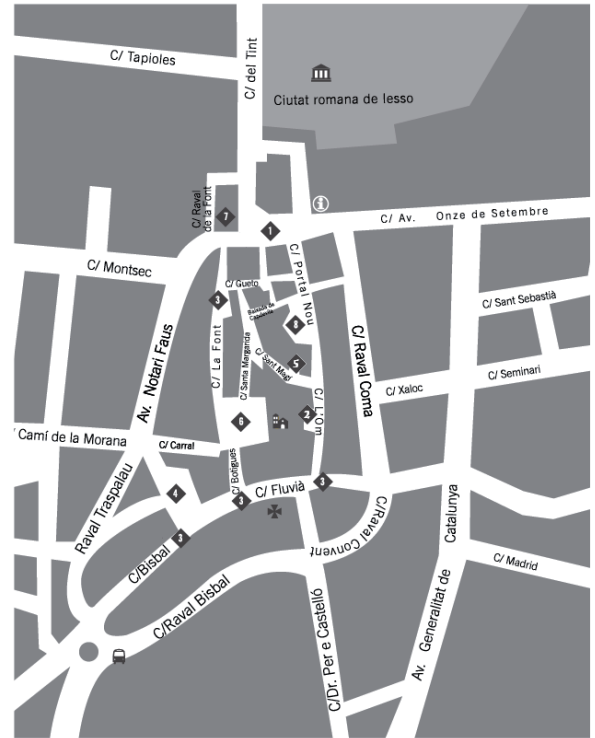 C/ Tapioles
C/ del Tint
Ciutat romana de Iesso
C/ Raval
de la Font
7
1
i
C/ Av. Onze de Setembre
C/ Montsec
C/ Portal Nou
C/ Gueto
3
8
C/ Sant Sebastià
Av. Notari Faus
C/ La Font
C/ Santa Margarida
C/ Sant Magí
5
C/ Raval Coma
C/ Seminari
C/ Xaloc
C/ L'Om
2
6
Camí de la Morana
C/ Carral
C/ Botigues
Raval Traspalau
4
C/ Fluvià
3
3
C/Raval Convent
Catalunya
3
C/Bisbal
C/Raval Bisbal
C/ Madrid
C/Dr. Per e Castelló
Av. Generalitat de